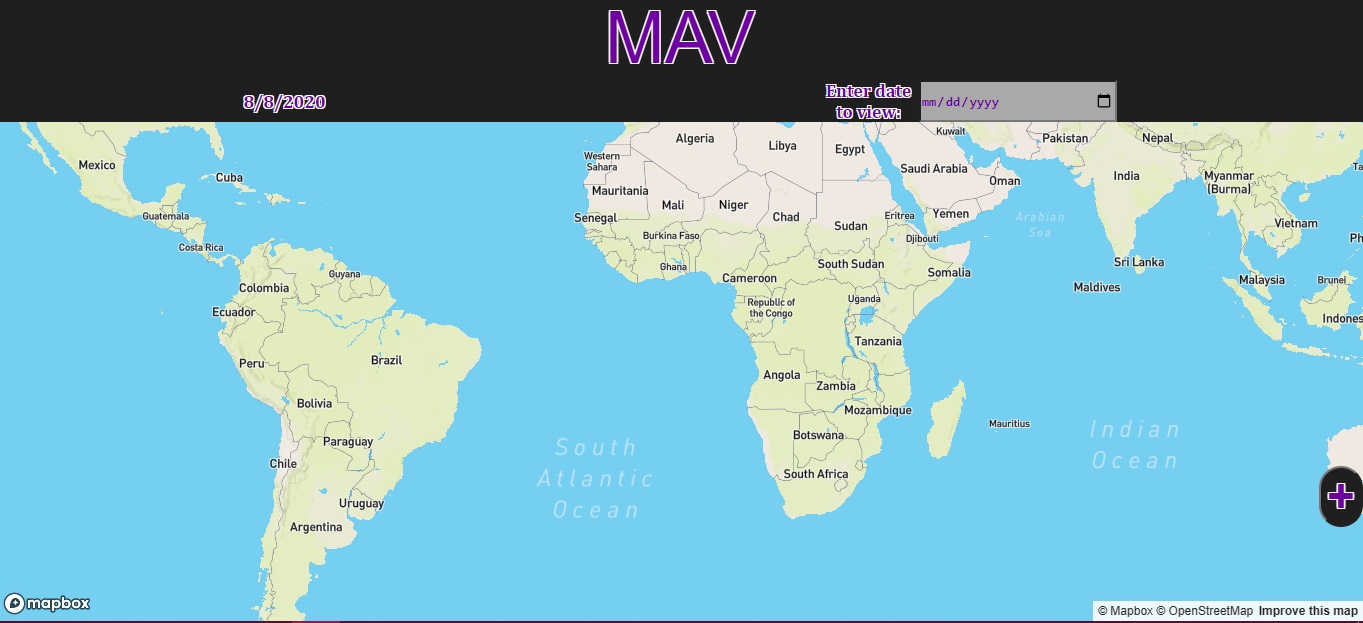 MAV
8/8/2020
Enter date
to view:
mm/dd/yyyy
Algeria
Libya
Egypt
Kuwait
Pakistan
Nepal
Mexico
Western
Sahara
Saudi Arabia
Cuba
India
Myanmar
(Burma)
Oman
Mauritania
Mali
Niger
Chad
Guatemala
Senegal
Sudan
Eritrea
Yemen
Arabian
Sea
Vietnam
Burkina Faso
Djibouti
Costa Rica
Ghana
Cameroon
South Sudan
Somalia
Sri Lanka
Guyana
Colombia
Maldives
Malaysia
Brunei
Ecuador
Republic of
the Congo
Uganda
Indones
Tanzania
Peru
Brazil
Angola
Zambia
Bolivia
Mozambique
Mauritius
Paraguay
Botswana
South
Atlantic
Ocean
Indian
Ocean
Chile
South Africa
Uruguay
Argentina
+
mapbox
© Mapbox © OpenStreetMap Improve this map